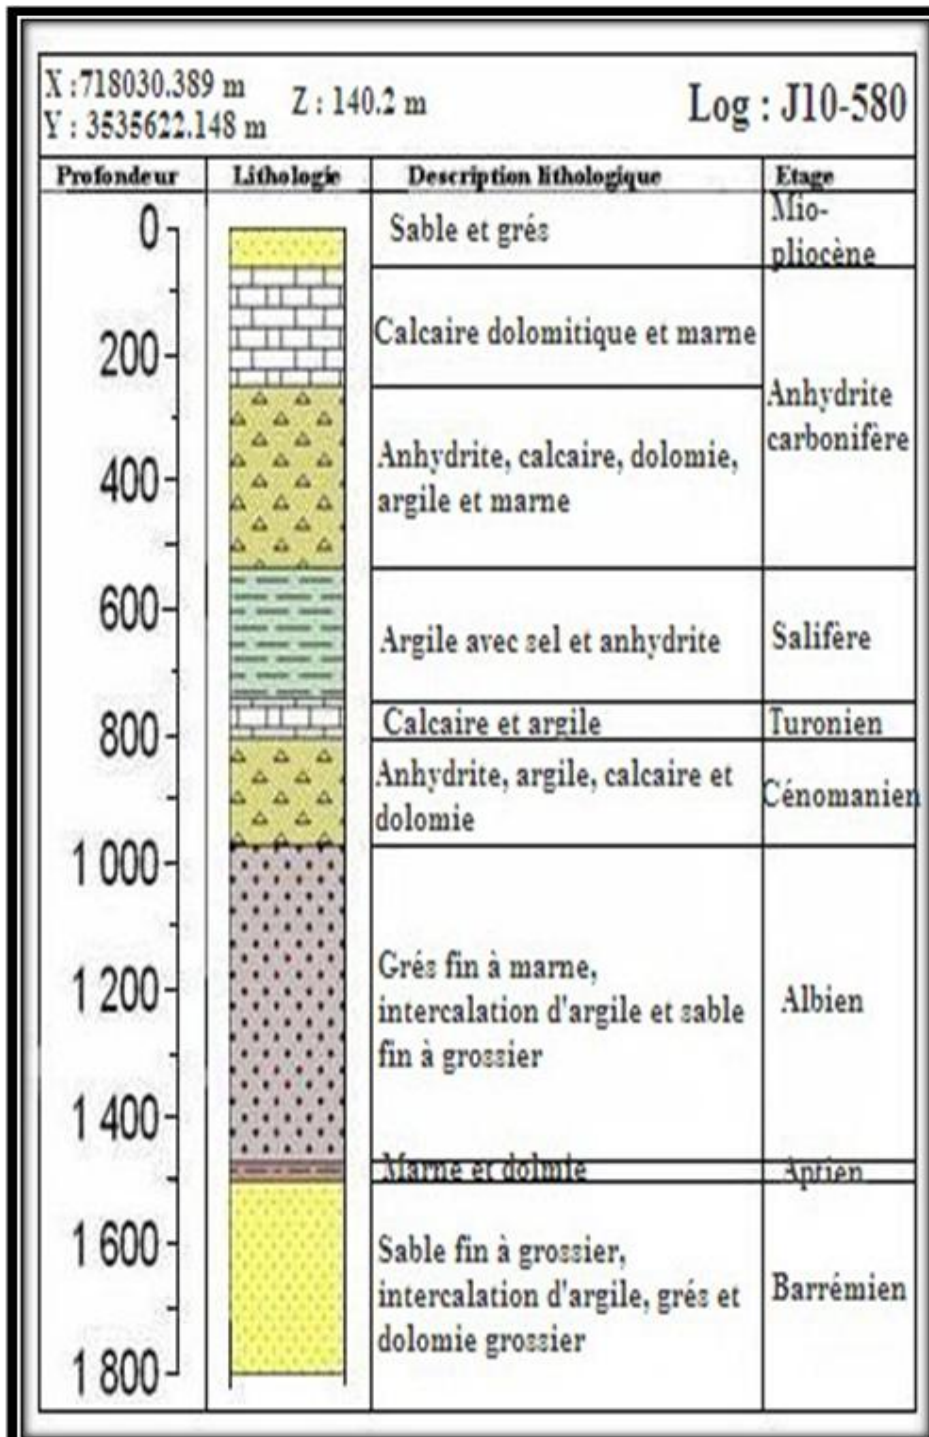 X :718030.389 m
Y : 3535622.148 m
Z : 140.2 m
Log : J10-580
Profondeur
Lithologie
Description lithologique
Etage
0
200
400
600
800
1 000
1 200
1 400
1 600
1 800
Sable et grés
Mio-
pliocène
Calcaire dolomitique et marne
Anhydrite, calcaire, dolomie,
argile et marne
Anhydrite
carbonifère
Argile avec sel et anhydrite
Salifère
Calcaire et argile
Turonien
Anhydrite, argile, calcaire et
dolomie
Cénomanien
Grés fin à marne,
intercalation d'argile et sable
fin à grossier
Albien
Marne et dolmie
Aptien
Sable fin à grossier,
intercalation d'argile, grés et
dolomie grossier
Barrémien